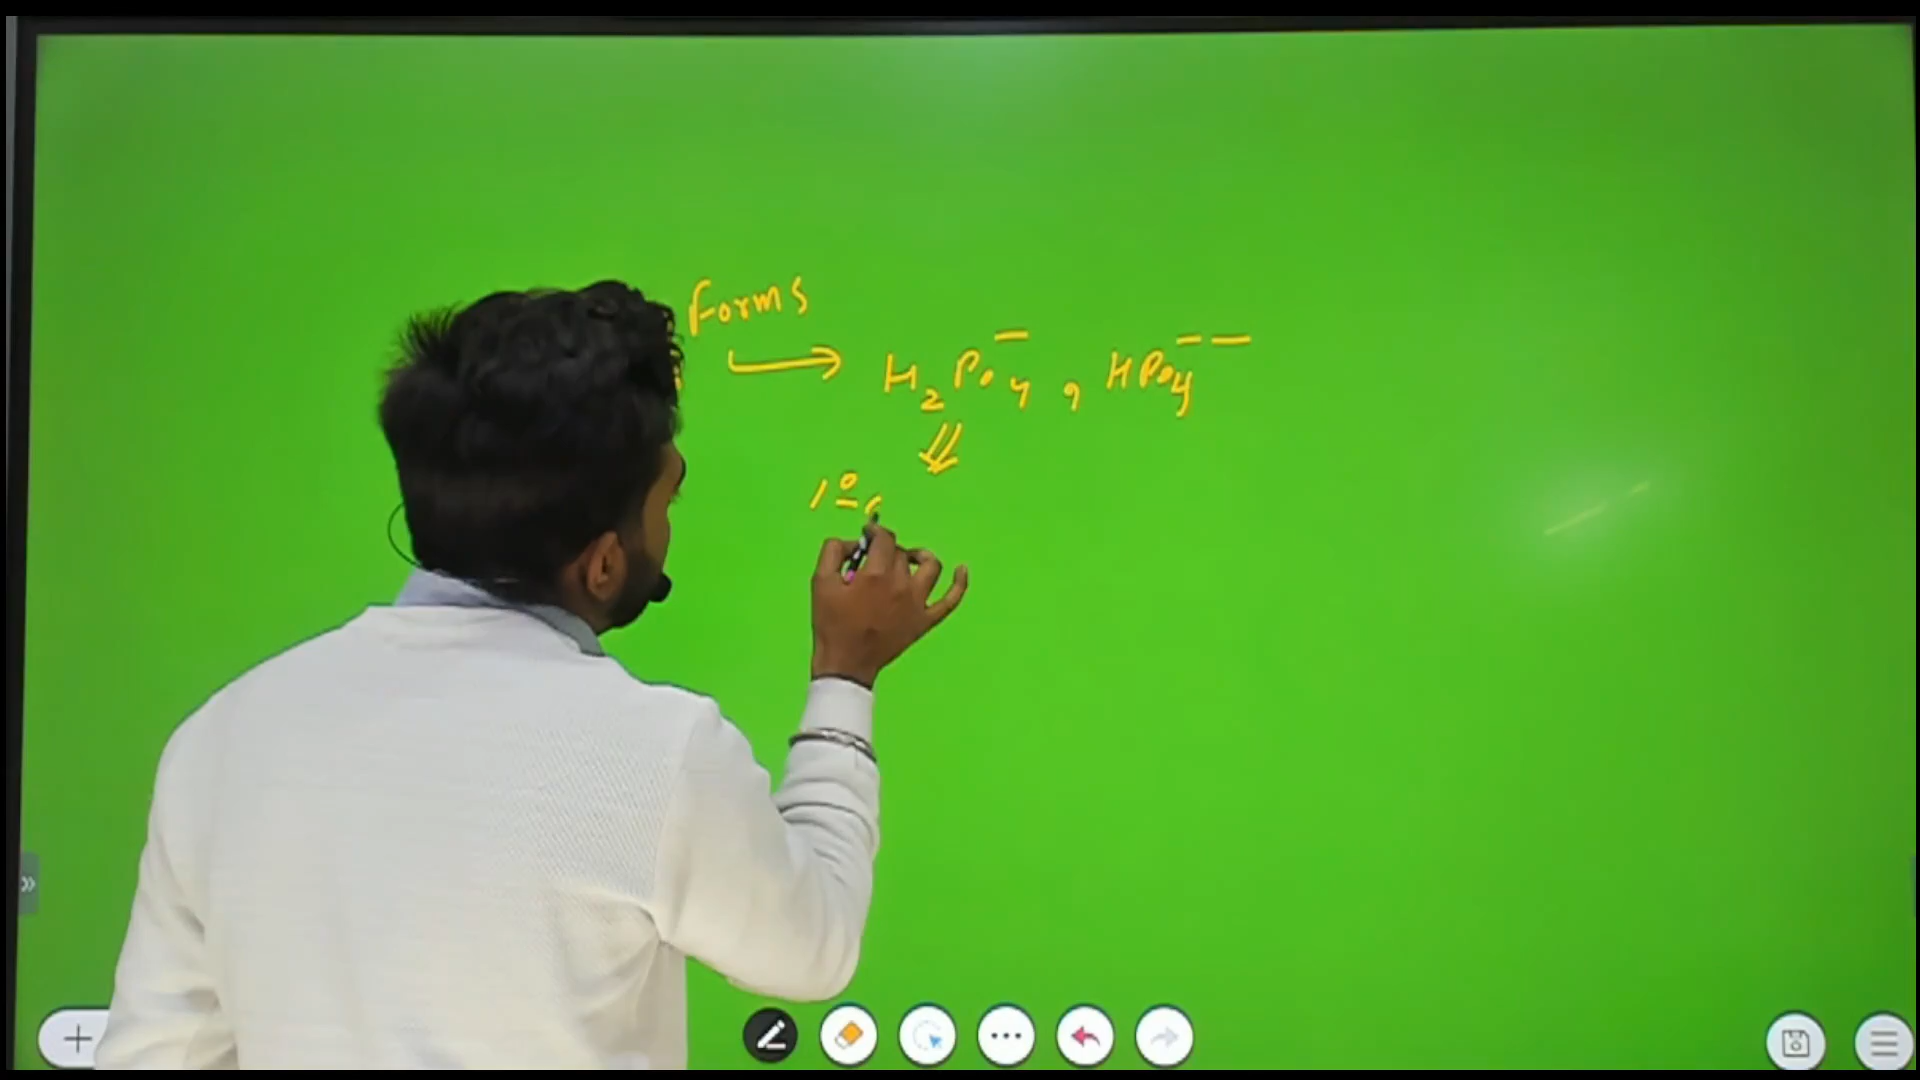 Forms
→ H₂PO₄⁻ , HPO₄⁻⁻
⇓
1°